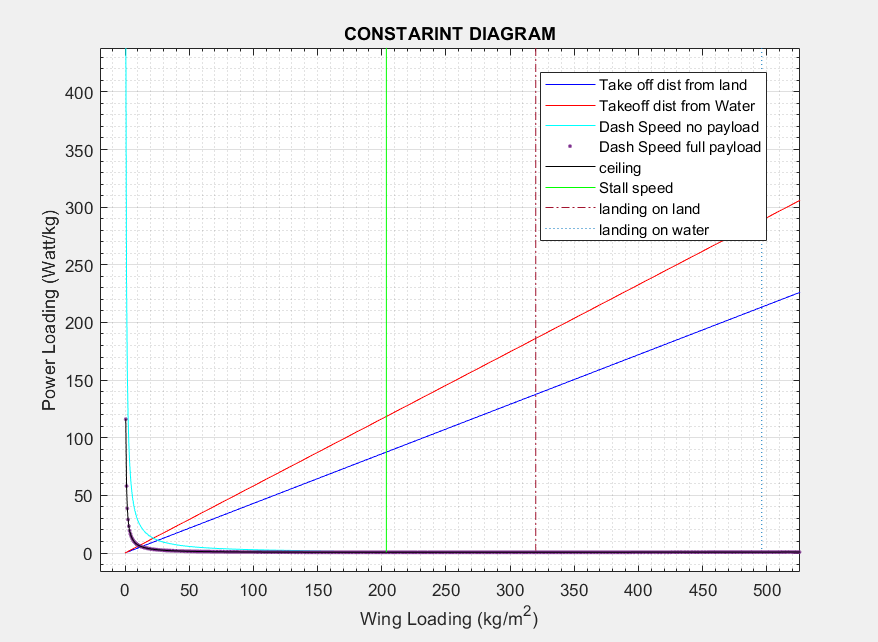 CONSTARINT DIAGRAM
400
350
300
250
200
150
100
50
0
Power Loading (Watt/kg)
Take off dist from land
Takeoff dist from Water
Dash Speed no payload
Dash Speed full payload
ceiling
Stall speed
landing on land
landing on water
0 50 100 150 200 250 300 350 400 450 500
Wing Loading (kg/m²)